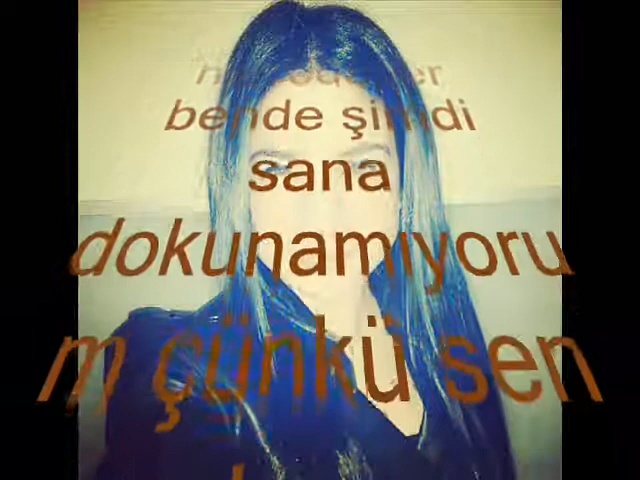 bende şimdi
sana
dokunamıyoru
m çünkü sen